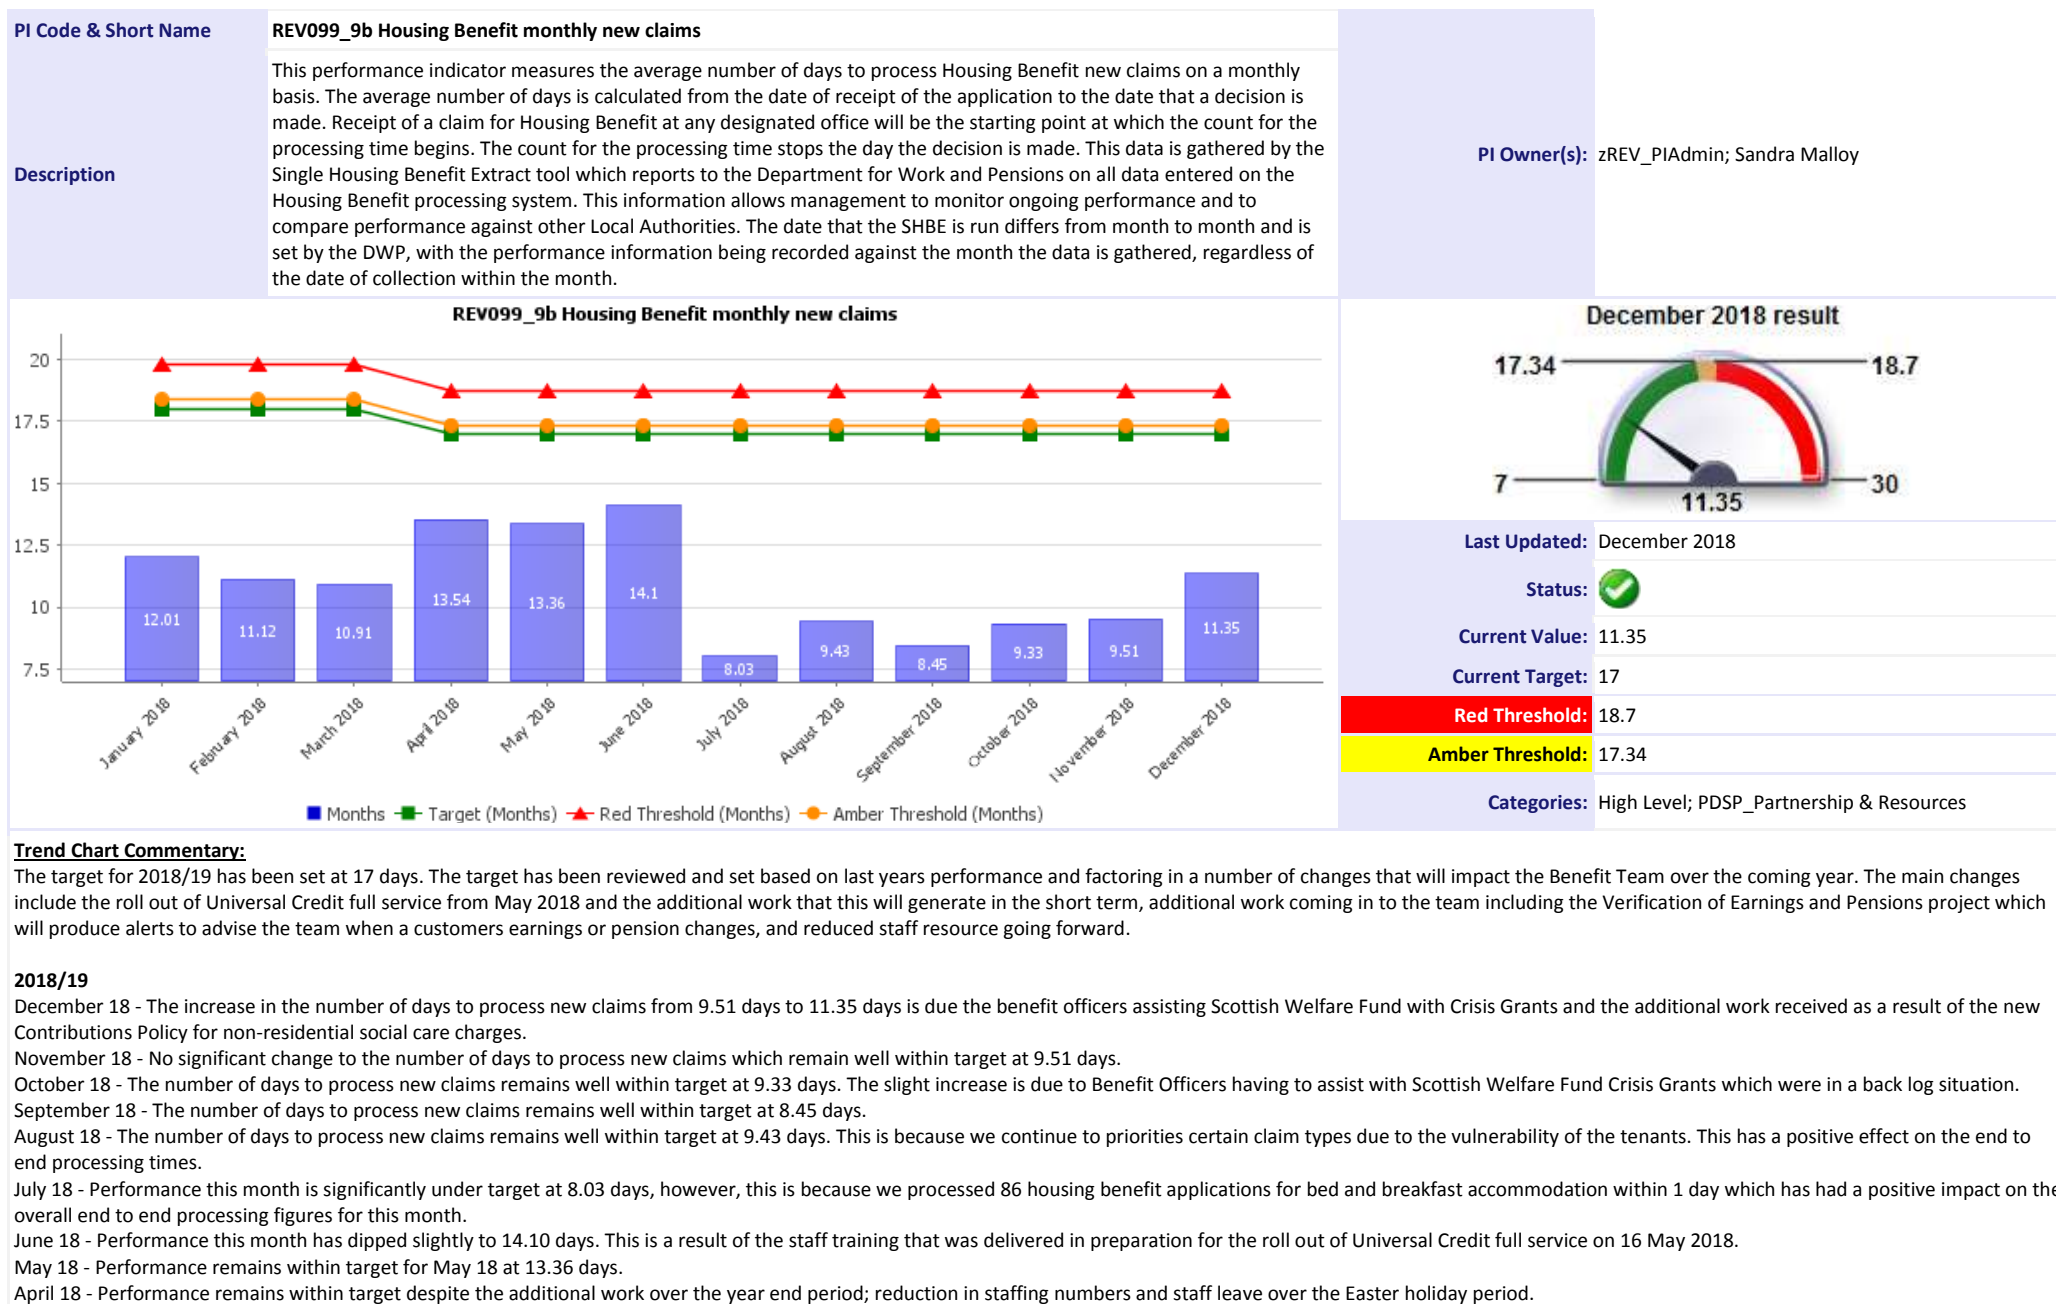 PI Code & Short Name
REV099_9b Housing Benefit monthly new claims
Description
This performance indicator measures the average number of days to process Housing Benefit new claims on a monthly
basis. The average number of days is calculated from the date of receipt of the application to the date that a decision is
made. Receipt of a claim for Housing Benefit at any designated office will be the starting point at which the count for the
processing time begins. The count for the processing time stops the day the decision is made. This data is gathered by the
Single Housing Benefit Extract tool which reports to the Department for Work and Pensions on all data entered on the
Housing Benefit processing system. This information allows management to monitor ongoing performance and to
compare performance against other Local Authorities. The date that the SHBE is run differs from month to month and is
set by the DWP, with the performance information being recorded against the month the data is gathered, regardless of
the date of collection within the month.
PI Owner(s): zREV_PIAdmin; Sandra Malloy
REV099_9b Housing Benefit monthly new claims
20
17.5
15
12.5
10
7.5
12.01
11.12
10.91
13.54
13.36
14.1
8.03
9.43
8.45
9.33
9.51
11.35
January 2018
February 2018
March 2018
April 2018
May 2018
June 2018
July 2018
August 2018
September 2018
October 2018
November 2018
December 2018
Months Target (Months) Red Threshold (Months) Amber Threshold (Months)
December 2018 result
17.34
18.7
7
30
11.35
Last Updated: December 2018
Status:
Current Value: 11.35
Current Target: 17
Red Threshold: 18.7
Amber Threshold: 17.34
Categories: High Level; PDSP_Partnership & Resources
Trend Chart Commentary:
The target for 2018/19 has been set at 17 days. The target has been reviewed and set based on last years performance and factoring in a number of changes that will impact the Benefit Team over the coming year. The main changes
include the roll out of Universal Credit full service from May 2018 and the additional work that this will generate in the short term, additional work coming in to the team including the Verification of Earnings and Pensions project which
will produce alerts to advise the team when a customers earnings or pension changes, and reduced staff resource going forward.
2018/19
December 18 - The increase in the number of days to process new claims from 9.51 days to 11.35 days is due the benefit officers assisting Scottish Welfare Fund with Crisis Grants and the additional work received as a result of the new
Contributions Policy for non-residential social care charges.
November 18 - No significant change to the number of days to process new claims which remain well within target at 9.51 days.
October 18 - The number of days to process new claims remains well within target at 9.33 days. The slight increase is due to Benefit Officers having to assist with Scottish Welfare Fund Crisis Grants which were in a back log situation.
September 18 - The number of days to process new claims remains well within target at 8.45 days.
August 18 - The number of days to process new claims remains well within target at 9.43 days. This is because we continue to priorities certain claim types due to the vulnerability of the tenants. This has a positive effect on the end to
end processing times.
July 18 - Performance this month is significantly under target at 8.03 days, however, this is because we processed 86 housing benefit applications for bed and breakfast accommodation within 1 day which has had a positive impact on the
overall end to end processing figures for this month.
June 18 - Performance this month has dipped slightly to 14.10 days. This is a result of the staff training that was delivered in preparation for the roll out of Universal Credit full service on 16 May 2018.
May 18 - Performance remains within target for May 18 at 13.36 days.
April 18 - Performance remains within target despite the additional work over the year end period; reduction in staffing numbers and staff leave over the Easter holiday period.